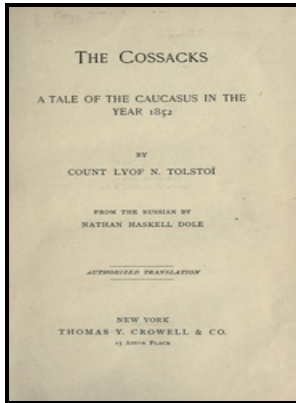 THE COSSACKS
A TALE OF THE CAUCASUS IN THE
YEAR 1852
BY
COUNT LYOF N. TOLSTOÏ
FROM THE RUSSIAN BY
NATHAN HASKELL DOLE
AUTHORIZED TRANSLATION
NEW YORK
THOMAS Y. CROWELL & CO.
13 ASTOR PLACE